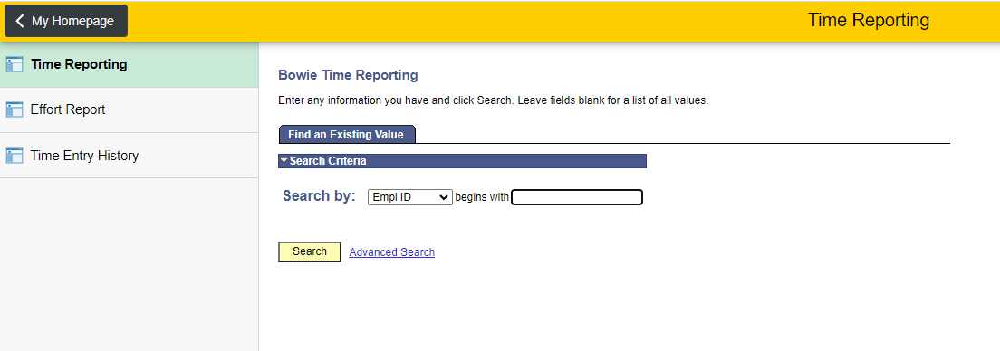 My Homepage
Time Reporting
Time Reporting
Effort Report
Time Entry History
Bowie Time Reporting
Enter any information you have and click Search. Leave fields blank for a list of all values.
Find an Existing Value
Search Criteria
Search by: Empl ID begins with
Search Advanced Search